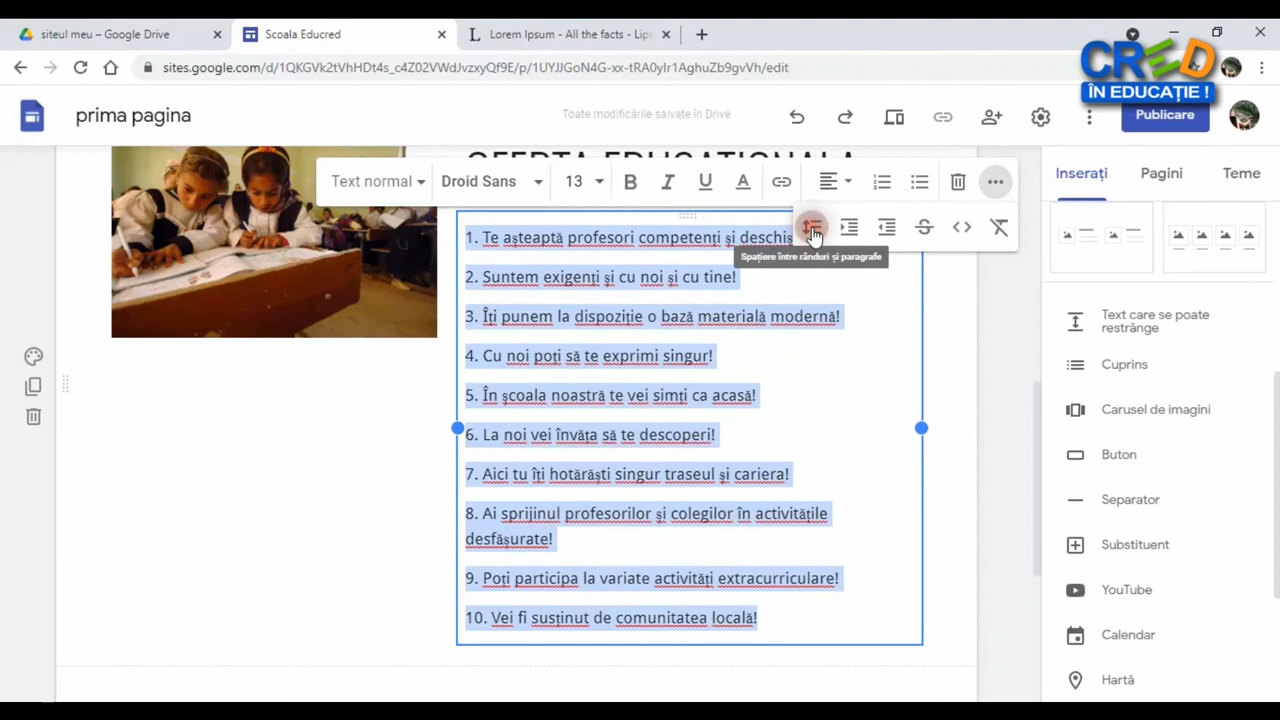 siteul meu – Google Drive
Scoala Educred
Lorem Ipsum - All the facts - Lips
sites.google.com/d/1QKGVk2tVhHDt4s_c4Z02VWdJvzxyQf9E/p/1UYJJGoN4G-xx-tRA0ylr1AghuZb9gvVh/edit
CRED
ÎN EDUCAȚIE !
prima pagina
Toate modificările salvate în Drive
Publicare
OFERTA EDUCAȚIONALA
Text normal
Droid Sans
13
Spațiere între rânduri și paragrafe
1. Te așteaptă profesori competenți și deschiș
2. Suntem exigenți și cu noi și cu tine!
3. Îți punem la dispoziție o bază materială modernă!
4. Cu noi poți să te exprimi singur!
5. În școala noastră te vei simți ca acasă!
6. La noi vei învăța să te descoperi!
7. Aici tu îți hotărăști singur traseul și cariera!
8. Ai sprijinul profesorilor și colegilor în activitățile
desfășurate!
9. Poți participa la variate activități extracurriculare!
10. Vei fi susținut de comunitatea locală!
Inserați
Pagini
Teme
Text care se poate
restrânge
Cuprins
Carusel de imagini
Buton
Separator
Substituent
YouTube
Calendar
Hartă